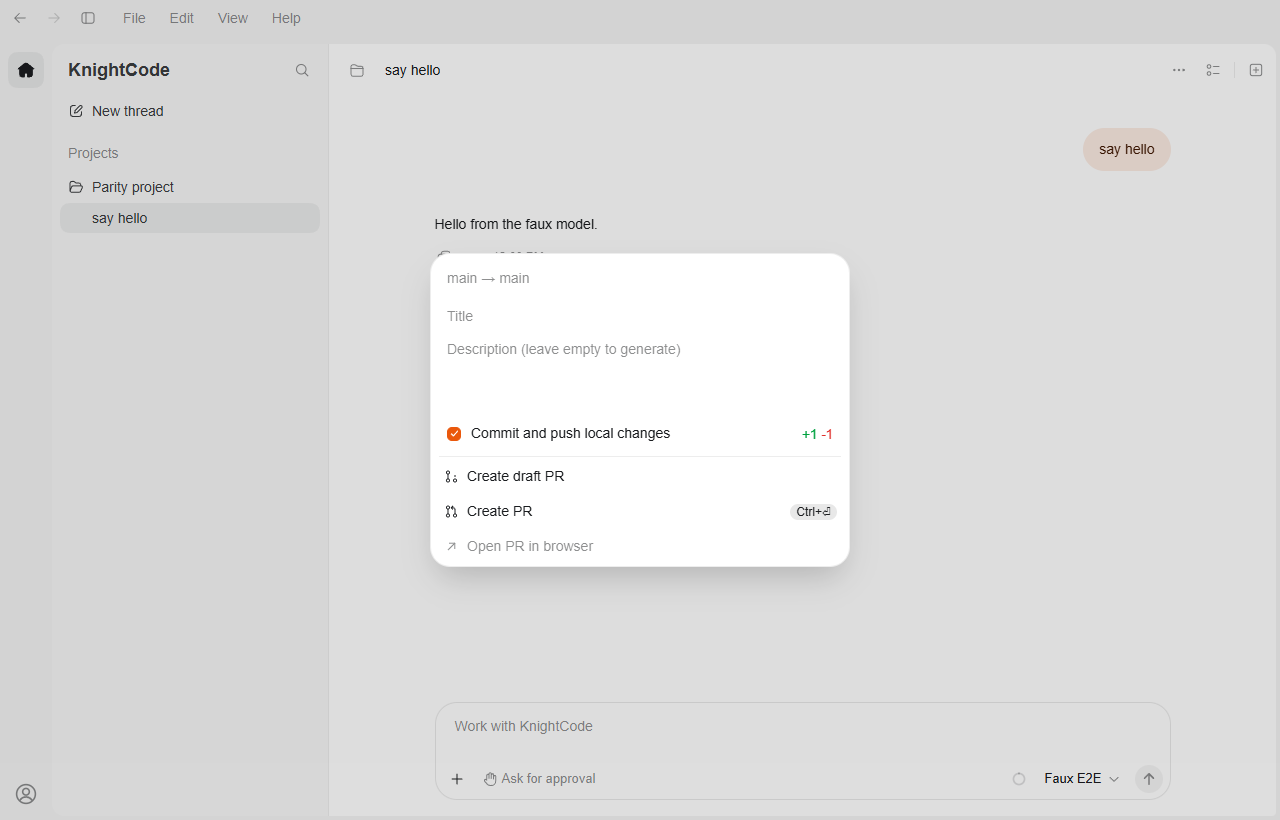 File Edit View Help
KnightCode
New thread
Projects
Parity project
say hello
say hello
say hello
Hello from the faux model.
main → main
Title
Description (leave empty to generate)
Commit and push local changes +1 -1
Create draft PR
Create PR Ctrl+⏎
Open PR in browser
Work with KnightCode
Ask for approval Faux E2E